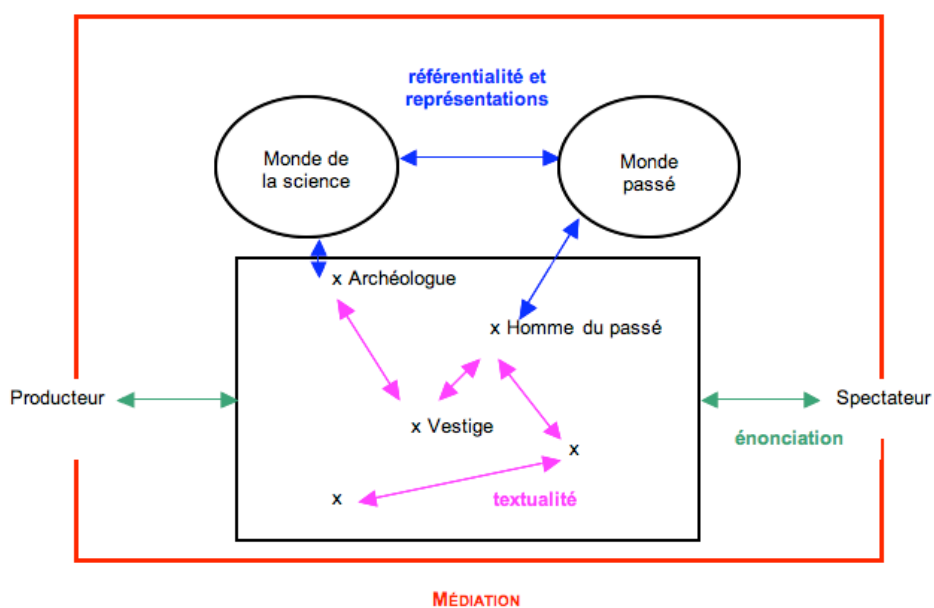 référentialité et
représentations
Monde de
la science
Monde
passé
x Archéologue
x Homme du passé
Producteur
Spectateur
x Vestige
énonciation
x
x
textualité
MÉDIATION